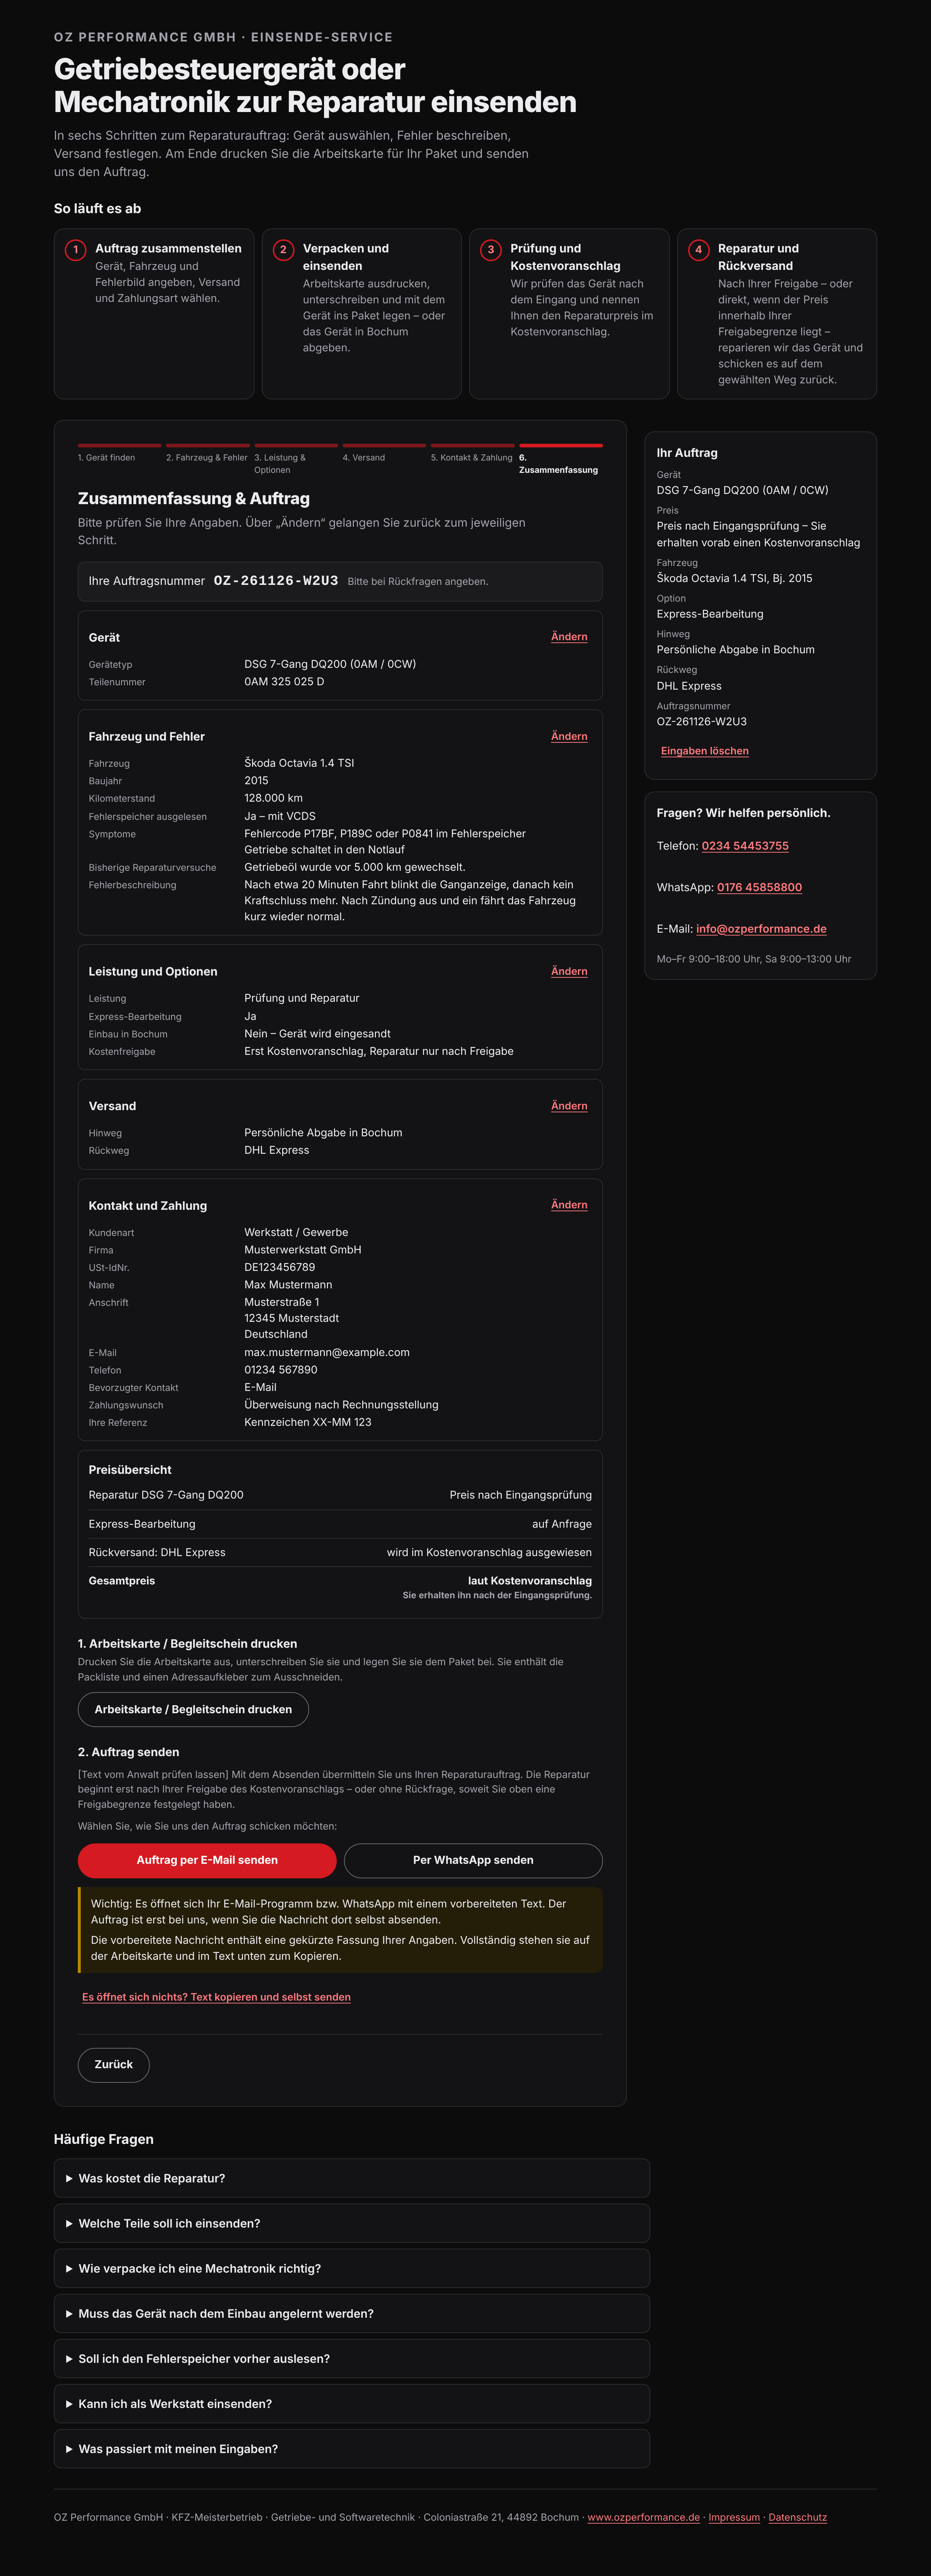 OZ PERFORMANCE GMBH · EINSENDE-SERVICE
Getriebesteuergerät oder
Mechatronik zur Reparatur einsenden
In sechs Schritten zum Reparaturauftrag: Gerät auswählen, Fehler beschreiben,
Versand festlegen. Am Ende drucken Sie die Arbeitskarte für Ihr Paket und senden
uns den Auftrag.
So läuft es ab
1
Auftrag zusammenstellen
Gerät, Fahrzeug und
Fehlerbild angeben, Versand
und Zahlungsart wählen.
2
Verpacken und
einsenden
Arbeitskarte ausdrucken,
unterschreiben und mit dem
Gerät ins Paket legen – oder
das Gerät in Bochum
abgeben.
3
Prüfung und
Kostenvoranschlag
Wir prüfen das Gerät nach
dem Eingang und nennen
Ihnen den Reparaturpreis im
Kostenvoranschlag.
4
Reparatur und
Rückversand
Nach Ihrer Freigabe – oder
direkt, wenn der Preis
innerhalb Ihrer
Freigabegrenze liegt –
reparieren wir das Gerät und
schicken es auf dem
gewählten Weg zurück.
1. Gerät finden
2. Fahrzeug & Fehler
3. Leistung &
Optionen
4. Versand
5. Kontakt & Zahlung
6.
Zusammenfassung
Zusammenfassung & Auftrag
Bitte prüfen Sie Ihre Angaben. Über „Ändern“ gelangen Sie zurück zum jeweiligen
Schritt.
Ihre Auftragsnummer OZ-261126-W2U3 Bitte bei Rückfragen angeben.
Gerät Ändern
Gerätetyp DSG 7-Gang DQ200 (0AM / 0CW)
Teilenummer 0AM 325 025 D
Fahrzeug und Fehler Ändern
Fahrzeug Škoda Octavia 1.4 TSI
Baujahr 2015
Kilometerstand 128.000 km
Fehlerspeicher ausgelesen Ja – mit VCDS
Symptome Fehlercode P17BF, P189C oder P0841 im Fehlerspeicher
Getriebe schaltet in den Notlauf
Bisherige Reparaturversuche Getriebeöl wurde vor 5.000 km gewechselt.
Fehlerbeschreibung Nach etwa 20 Minuten Fahrt blinkt die Ganganzeige, danach kein
Kraftschluss mehr. Nach Zündung aus und ein fährt das Fahrzeug
kurz wieder normal.
Leistung und Optionen Ändern
Leistung Prüfung und Reparatur
Express-Bearbeitung Ja
Einbau in Bochum Nein – Gerät wird eingesandt
Kostenfreigabe Erst Kostenvoranschlag, Reparatur nur nach Freigabe
Versand Ändern
Hinweg Persönliche Abgabe in Bochum
Rückweg DHL Express
Kontakt und Zahlung Ändern
Kundenart Werkstatt / Gewerbe
Firma Musterwerkstatt GmbH
USt-IdNr. DE123456789
Name Max Mustermann
Anschrift Musterstraße 1
12345 Musterstadt
Deutschland
E-Mail max.mustermann@example.com
Telefon 01234 567890
Bevorzugter Kontakt E-Mail
Zahlungswunsch Überweisung nach Rechnungsstellung
Ihre Referenz Kennzeichen XX-MM 123
Preisübersicht
Reparatur DSG 7-Gang DQ200 Preis nach Eingangsprüfung
Express-Bearbeitung auf Anfrage
Rückversand: DHL Express wird im Kostenvoranschlag ausgewiesen
Gesamtpreis laut Kostenvoranschlag
Sie erhalten ihn nach der Eingangsprüfung.
1. Arbeitskarte / Begleitschein drucken
Drucken Sie die Arbeitskarte aus, unterschreiben Sie sie und legen Sie sie dem Paket bei. Sie enthält die
Packliste und einen Adressaufkleber zum Ausschneiden.
Arbeitskarte / Begleitschein drucken
2. Auftrag senden
[Text vom Anwalt prüfen lassen] Mit dem Absenden übermitteln Sie uns Ihren Reparaturauftrag. Die Reparatur
beginnt erst nach Ihrer Freigabe des Kostenvoranschlags – oder ohne Rückfrage, soweit Sie oben eine
Freigabegrenze festgelegt haben.
Wählen Sie, wie Sie uns den Auftrag schicken möchten:
Auftrag per E-Mail senden
Per WhatsApp senden
Wichtig: Es öffnet sich Ihr E-Mail-Programm bzw. WhatsApp mit einem vorbereiteten Text. Der
Auftrag ist erst bei uns, wenn Sie die Nachricht dort selbst absenden.
Die vorbereitete Nachricht enthält eine gekürzte Fassung Ihrer Angaben. Vollständig stehen sie auf
der Arbeitskarte und im Text unten zum Kopieren.
Es öffnet sich nichts? Text kopieren und selbst senden
Zurück
Ihr Auftrag
Gerät
DSG 7-Gang DQ200 (0AM / 0CW)
Preis
Preis nach Eingangsprüfung – Sie
erhalten vorab einen Kostenvoranschlag
Fahrzeug
Škoda Octavia 1.4 TSI, Bj. 2015
Option
Express-Bearbeitung
Hinweg
Persönliche Abgabe in Bochum
Rückweg
DHL Express
Auftragsnummer
OZ-261126-W2U3
Eingaben löschen
Fragen? Wir helfen persönlich.
Telefon: 0234 54453755
WhatsApp: 0176 45858800
E-Mail: info@ozperformance.de
Mo–Fr 9:00–18:00 Uhr, Sa 9:00–13:00 Uhr
Häufige Fragen
Was kostet die Reparatur?
Welche Teile soll ich einsenden?
Wie verpacke ich eine Mechatronik richtig?
Muss das Gerät nach dem Einbau angelernt werden?
Soll ich den Fehlerspeicher vorher auslesen?
Kann ich als Werkstatt einsenden?
Was passiert mit meinen Eingaben?
OZ Performance GmbH · KFZ-Meisterbetrieb · Getriebe- und Softwaretechnik · Coloniastraße 21, 44892 Bochum · www.ozperformance.de · Impressum · Datenschutz